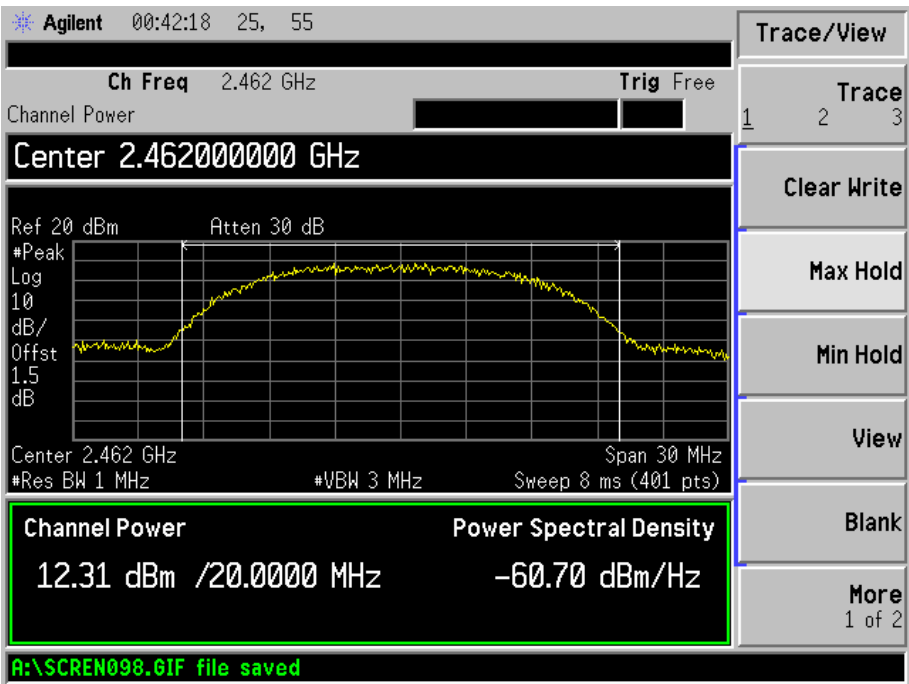 Agilent 00:42:18 25, 55
Trace/View
Ch Freq 2.462 GHz Trig Free
Channel Power
Trace
1 2 3
Center 2.462000000 GHz
Clear Write
Ref 20 dBm Atten 30 dB
#Peak
Log
10
dB/
Offst
1.5
dB
Max Hold
Min Hold
Center 2.462 GHz Span 30 MHz
#Res BW 1 MHz #VBW 3 MHz Sweep 8 ms (401 pts)
View
Channel Power Power Spectral Density
12.31 dBm /20.0000 MHz -60.70 dBm/Hz
Blank
More
1 of 2
A:\SCREN098.GIF file saved